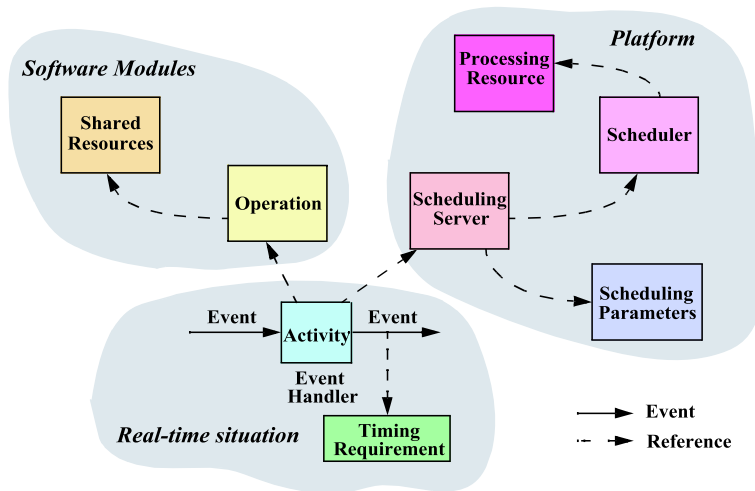 Software Modules
Shared
Resources
Operation
Platform
Processing
Resource
Scheduler
Scheduling
Server
Scheduling
Parameters
Event
Activity
Event
Event
Handler
Real-time situation
Timing
Requirement
Event
Reference